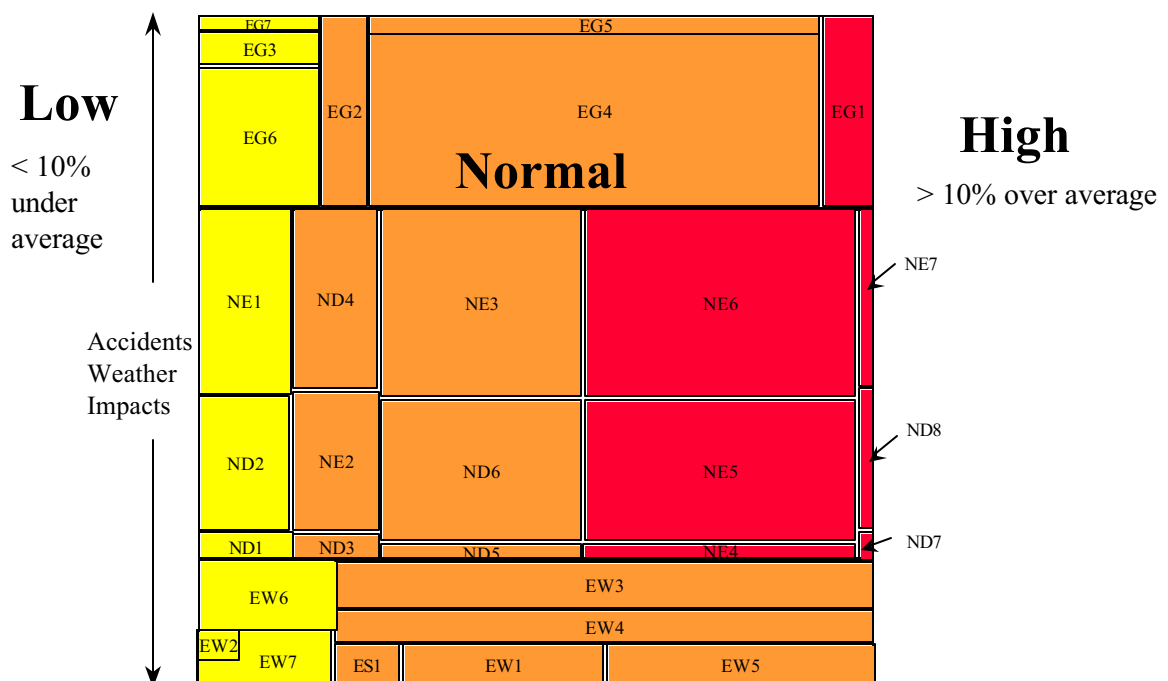 EG7
EG5
EG3
EG2
EG4
EG1
EG6
Low
< 10%
under
average
Normal
High
> 10% over average
NE1
ND4
NE3
NE6
NE7
Accidents
Weather
Impacts
ND2
NE2
ND6
NE5
ND8
ND1
ND3
ND5
NE4
ND7
EW6
EW3
EW4
EW2
EW7
ES1
EW1
EW5